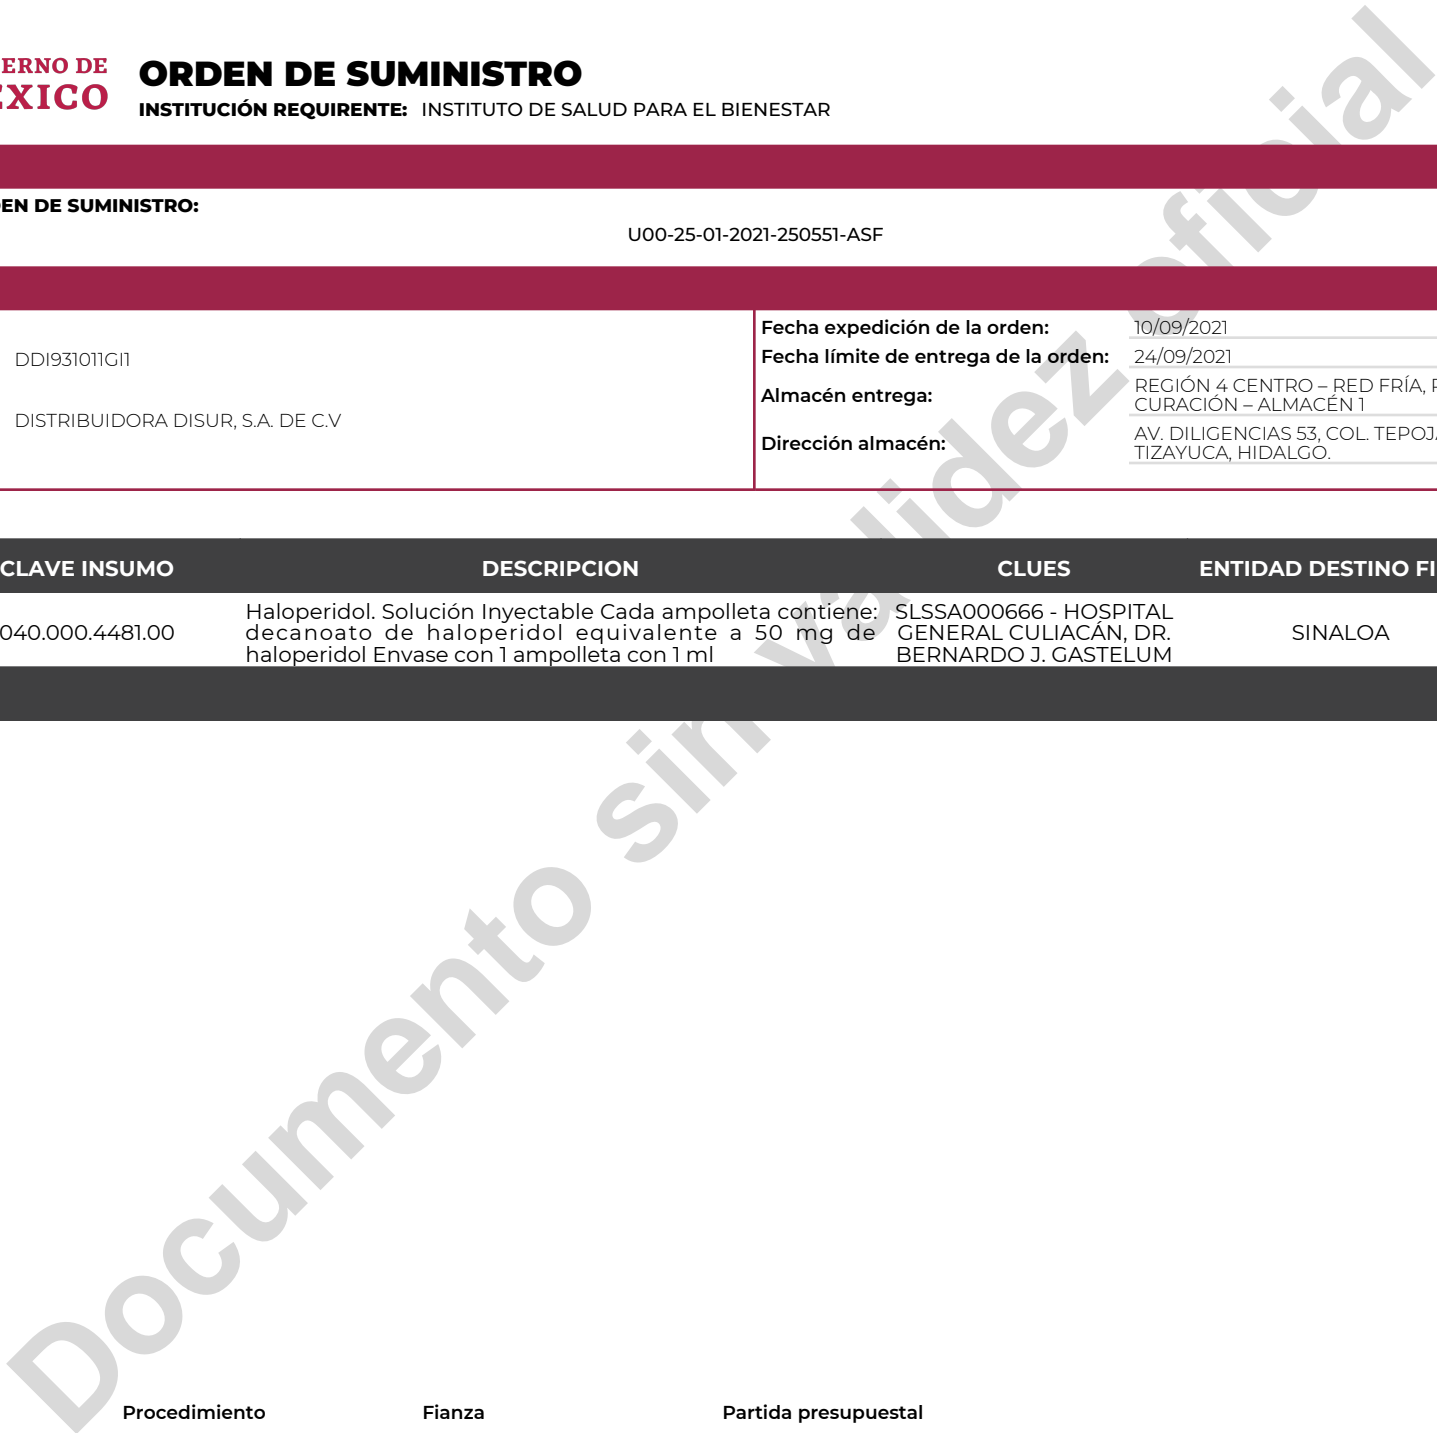 ERNO DE
ÉXICO
ORDEN DE SUMINISTRO
INSTITUCIÓN REQUIRENTE: INSTITUTO DE SALUD PARA EL BIENESTAR
EN DE SUMINISTRO:
U00-25-01-2021-250551-ASF
DDI931011GI1
DISTRIBUIDORA DISUR, S.A. DE C.V
Fecha expedición de la orden: 10/09/2021
Fecha límite de entrega de la orden: 24/09/2021
Almacén entrega: REGIÓN 4 CENTRO – RED FRÍA,
CURACIÓN – ALMACÉN 1
Dirección almacén: AV. DILIGENCIAS 53, COL. TEPOJ
TIZAYUCA, HIDALGO.
CLAVE INSUMO DESCRIPCION CLUES ENTIDAD DESTINO FI
040.000.4481.00
Haloperidol. Solución Inyectable Cada ampolleta contiene:
decanoato de haloperidol equivalente a 50 mg de
haloperidol Envase con 1 ampolleta con 1 ml
SLSSA000666 - HOSPITAL
GENERAL CULIACÁN, DR.
BERNARDO J. GASTELUM
SINALOA
Documento sin validez oficial
Procedimiento Fianza Partida presupuestal